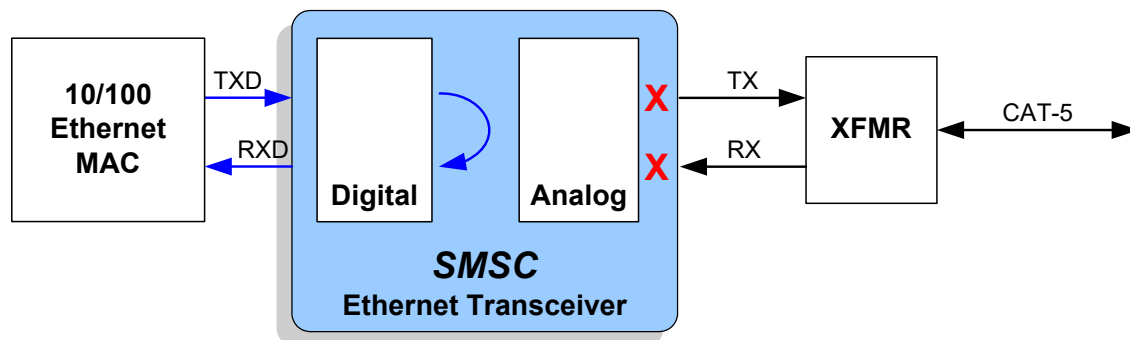 10/100
Ethernet
MAC
TXD
RXD
Digital
Analog
X
X
SMSC
Ethernet Transceiver
TX
RX
XFMR
CAT-5